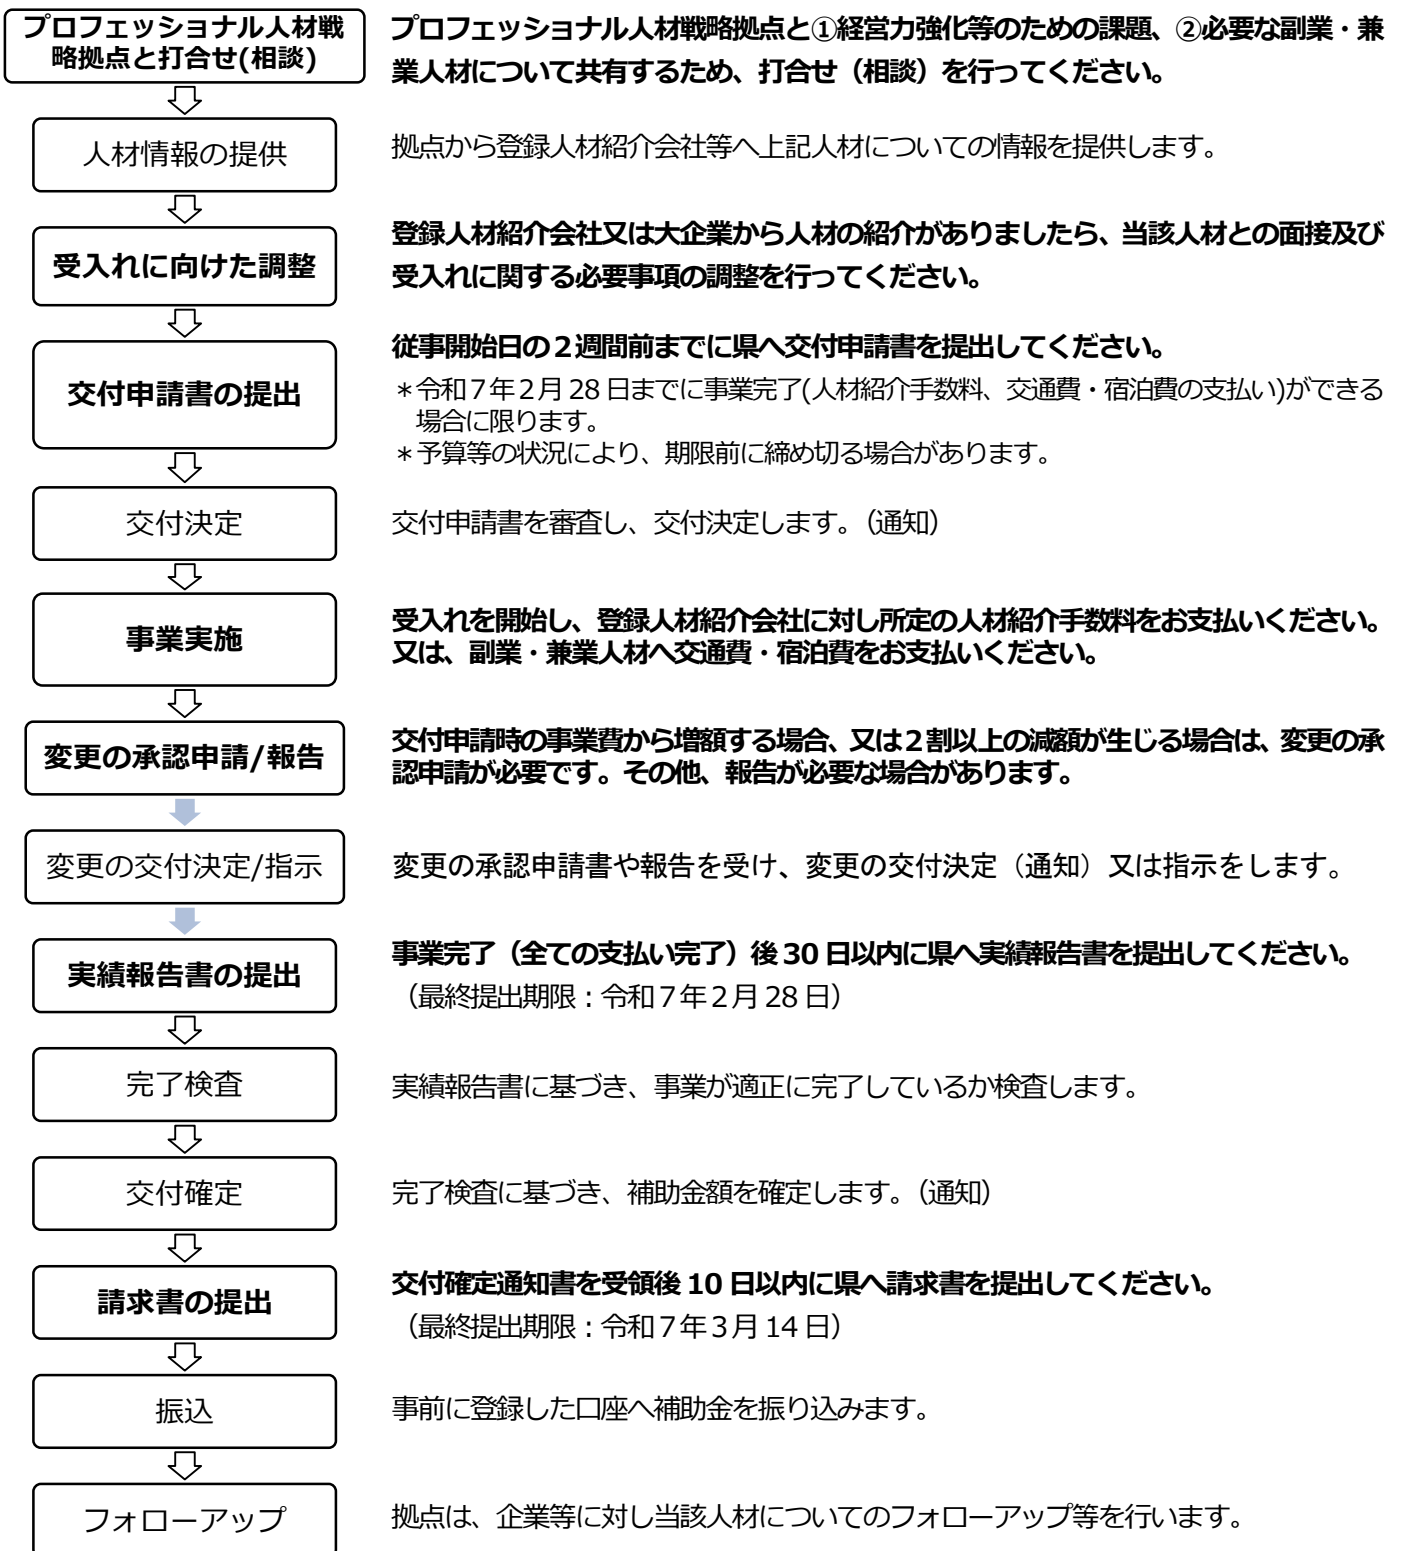 プロフェッショナル人材戦
略拠点と打合せ(相談)
プロフェッショナル人材戦略拠点と①経営力強化等のための課題、②必要な副業・兼
業人材について共有するため、打合せ（相談）を行ってください。
人材情報の提供
拠点から登録人材紹介会社等へ上記人材についての情報を提供します。
受入れに向けた調整
登録人材紹介会社又は大企業から人材の紹介がありましたら、当該人材との面接及び
受入れに関する必要事項の調整を行ってください。
交付申請書の提出
従事開始日の２週間前までに県へ交付申請書を提出してください。
＊令和７年２月 28 日までに事業完了(人材紹介手数料、交通費・宿泊費の支払い)ができる
場合に限ります。
＊予算等の状況により、期限前に締め切る場合があります。
交付決定
交付申請書を審査し、交付決定します。（通知）
事業実施
受入れを開始し、登録人材紹介会社に対し所定の人材紹介手数料をお支払いください。
又は、副業・兼業人材へ交通費・宿泊費をお支払いください。
変更の承認申請/報告
交付申請時の事業費から増額する場合、又は２割以上の減額が生じる場合は、変更の承
認申請が必要です。その他、報告が必要な場合があります。
変更の交付決定/指示
変更の承認申請書や報告を受け、変更の交付決定（通知）又は指示をします。
実績報告書の提出
事業完了（全ての支払い完了）後 30 日以内に県へ実績報告書を提出してください。
（最終提出期限：令和７年２月 28 日）
完了検査
実績報告書に基づき、事業が適正に完了しているか検査します。
交付確定
完了検査に基づき、補助金額を確定します。（通知）
請求書の提出
交付確定通知書を受領後 10 日以内に県へ請求書を提出してください。
（最終提出期限：令和７年３月 14 日）
振込
事前に登録した口座へ補助金を振り込みます。
フォローアップ
拠点は、企業等に対し当該人材についてのフォローアップ等を行います。